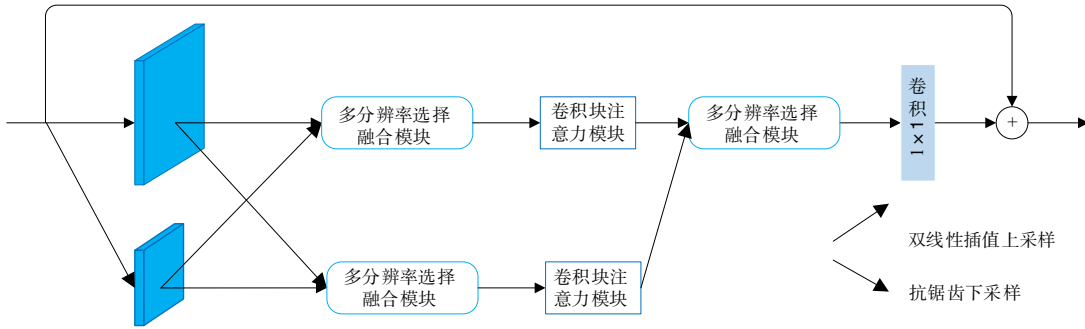 多分辨率选择
融合模块
卷积块注
意力模块
多分辨率选择
融合模块
卷积
1×1
+
多分辨率选择
融合模块
卷积块注
意力模块
双线性插值上采样
抗锯齿下采样